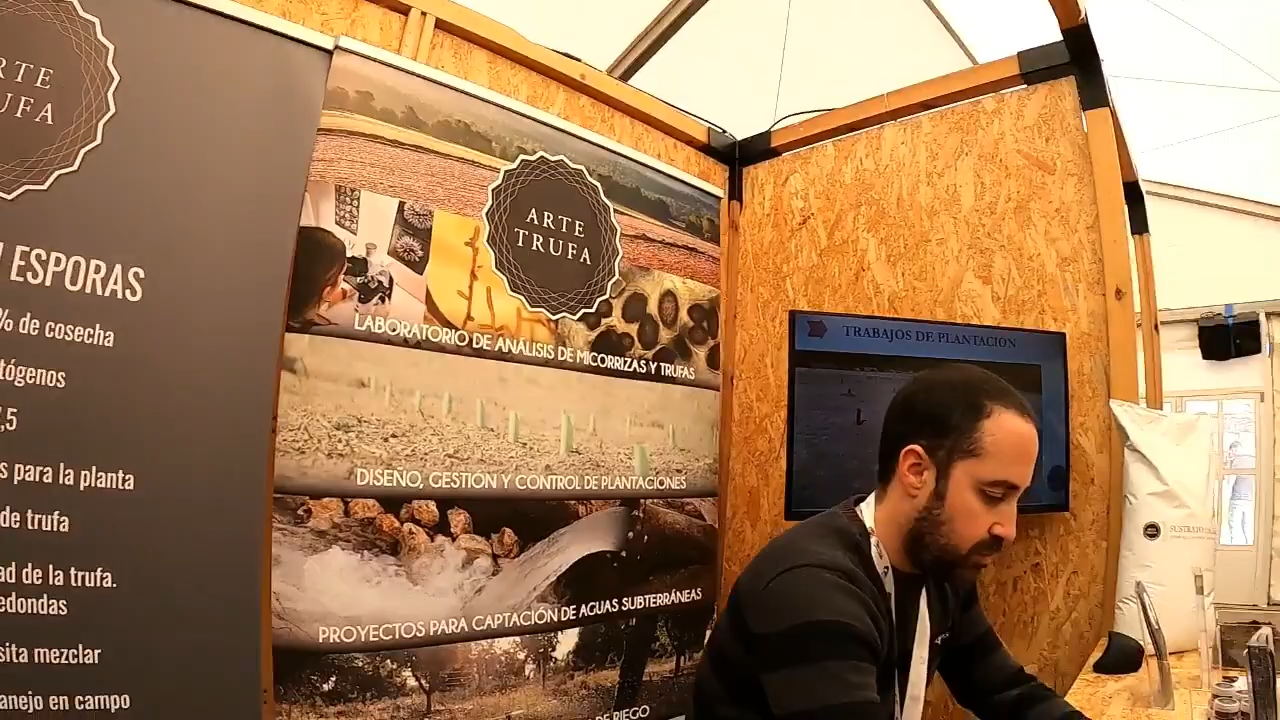 ARTE
TRUFA
ESPORAS
% de cosecha
,5
s para la planta
de trufa
ad de la trufa.
edondas
sita mezclar
anejo en campo
ARTE
TRUFA
LABORATORIO DE ANÁLISIS DE MICORRIZAS Y TRUFAS
DISEÑO, GESTIÓN Y CONTROL DE PLANTACIONES
PROYECTOS PARA CAPTACIÓN DE AGUAS SUBTERRÁNEAS
DE RIEGO
TRABAJOS DE PLANTACIÓN
SUSTRATO